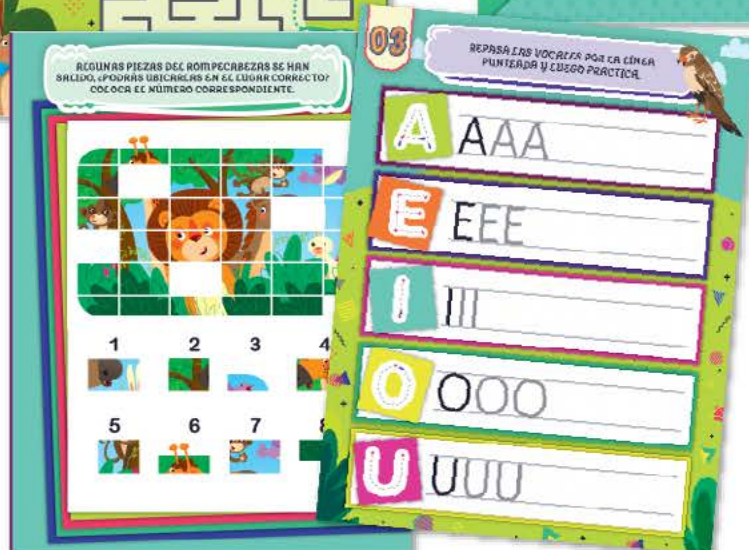 ALGUNAS PIEZAS DEL ROMPECABEZAS SE HAN
SALIDO, ¿PODRÁS UBICARLAS EN EL LUGAR CORRECTO?
COLOCA EL NÚMERO CORRESPONDIENTE.
1 2 3 4
5 6 7 8
03
REPASA LAS VOCALES POR LA LÍNEA
PUNTEADA Y LUEGO PRACTICA.
A AAA
E EEE
I III
O OOO
U UUU